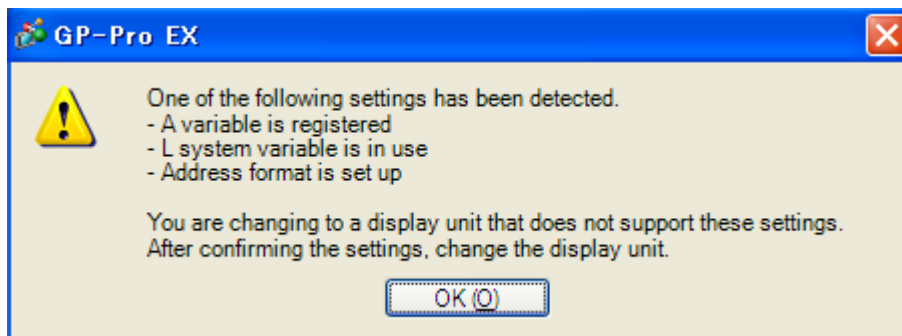 GP-Pro EX
One of the following settings has been detected.
- A variable is registered
- L system variable is in use
- Address format is set up
You are changing to a display unit that does not support these settings.
After confirming the settings, change the display unit.
OK (O)